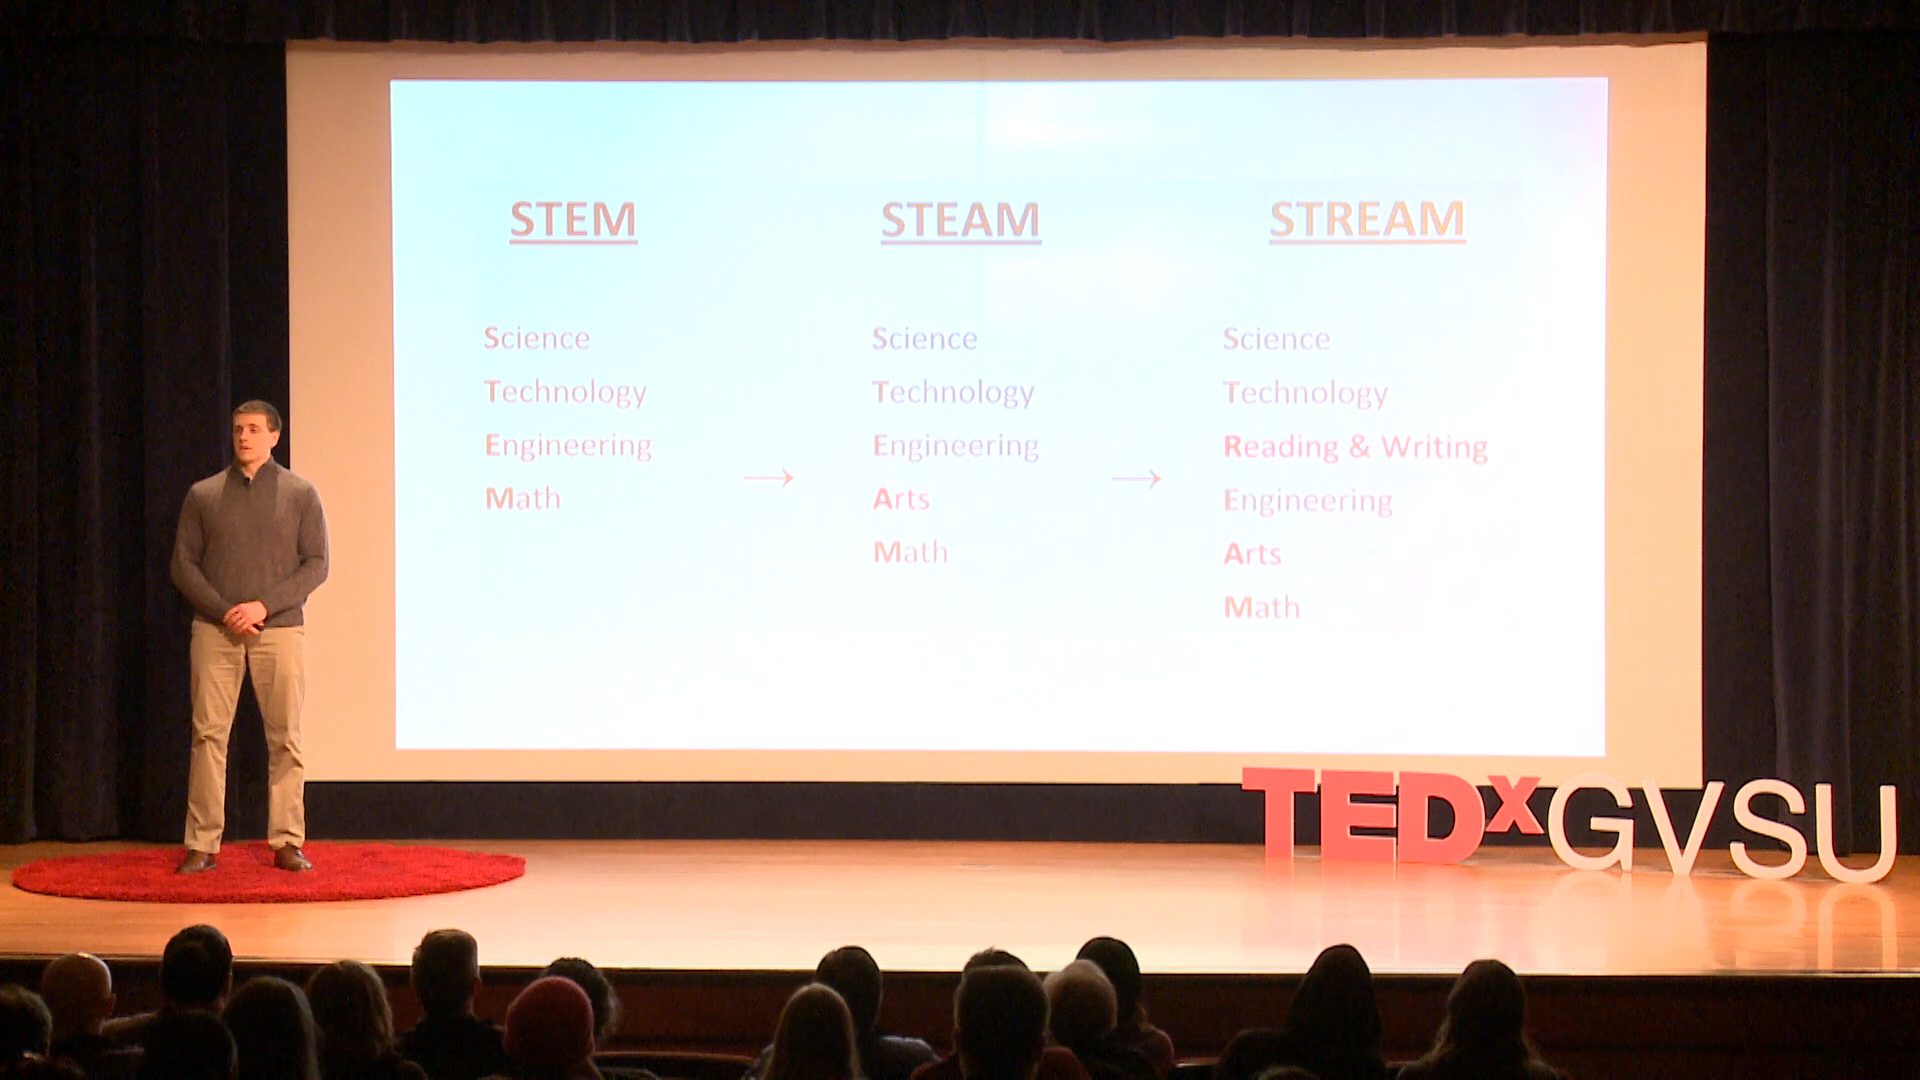 STEM
Science
Technology
Engineering
Math
→
STEAM
Science
Technology
Engineering
Arts
Math
→
STREAM
Science
Technology
Reading & Writing
Engineering
Arts
Math
TEDxGVSU